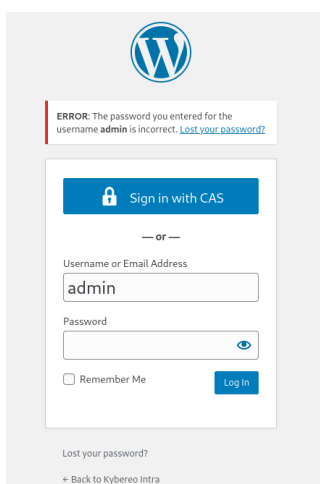 ERROR: The password you entered for the
username admin is incorrect. Lost your password?
Sign in with CAS
— or —
Username or Email Address
admin
Password
Remember Me
Log In
Lost your password?
← Back to Kybereo Intra